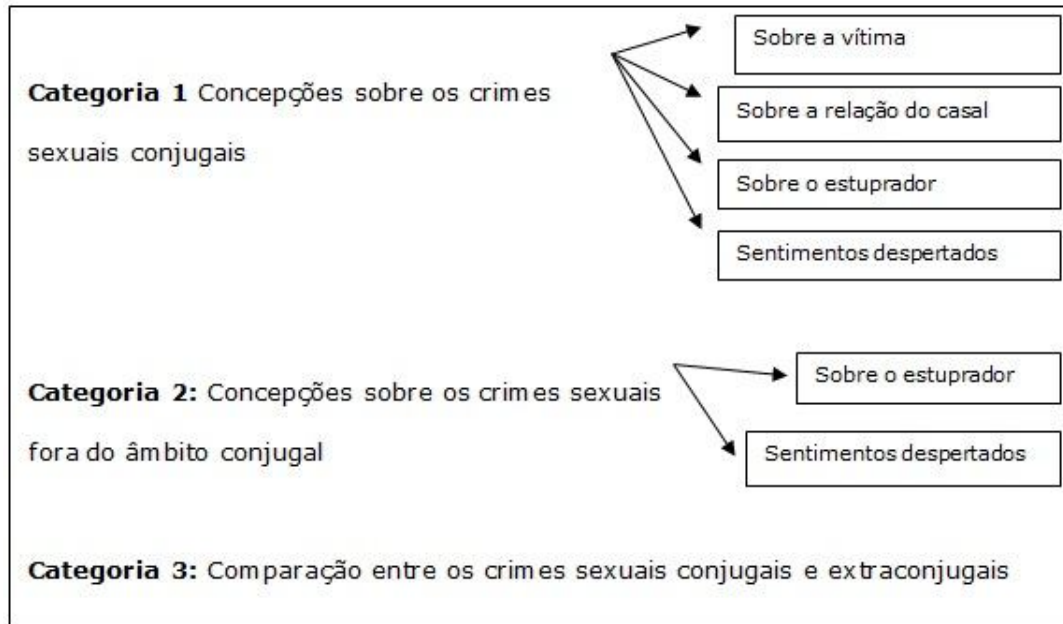 Sobre a vítima
Categoria 1 Concepções sobre os crimes
sexuais conjugais
Sobre a relação do casal
Sobre o estuprador
Sentimentos despertados
Categoria 2: Concepções sobre os crimes sexuais
fora do âmbito conjugal
Sobre o estuprador
Sentimentos despertados
Categoria 3: Comparação entre os crimes sexuais conjugais e extraconjugais